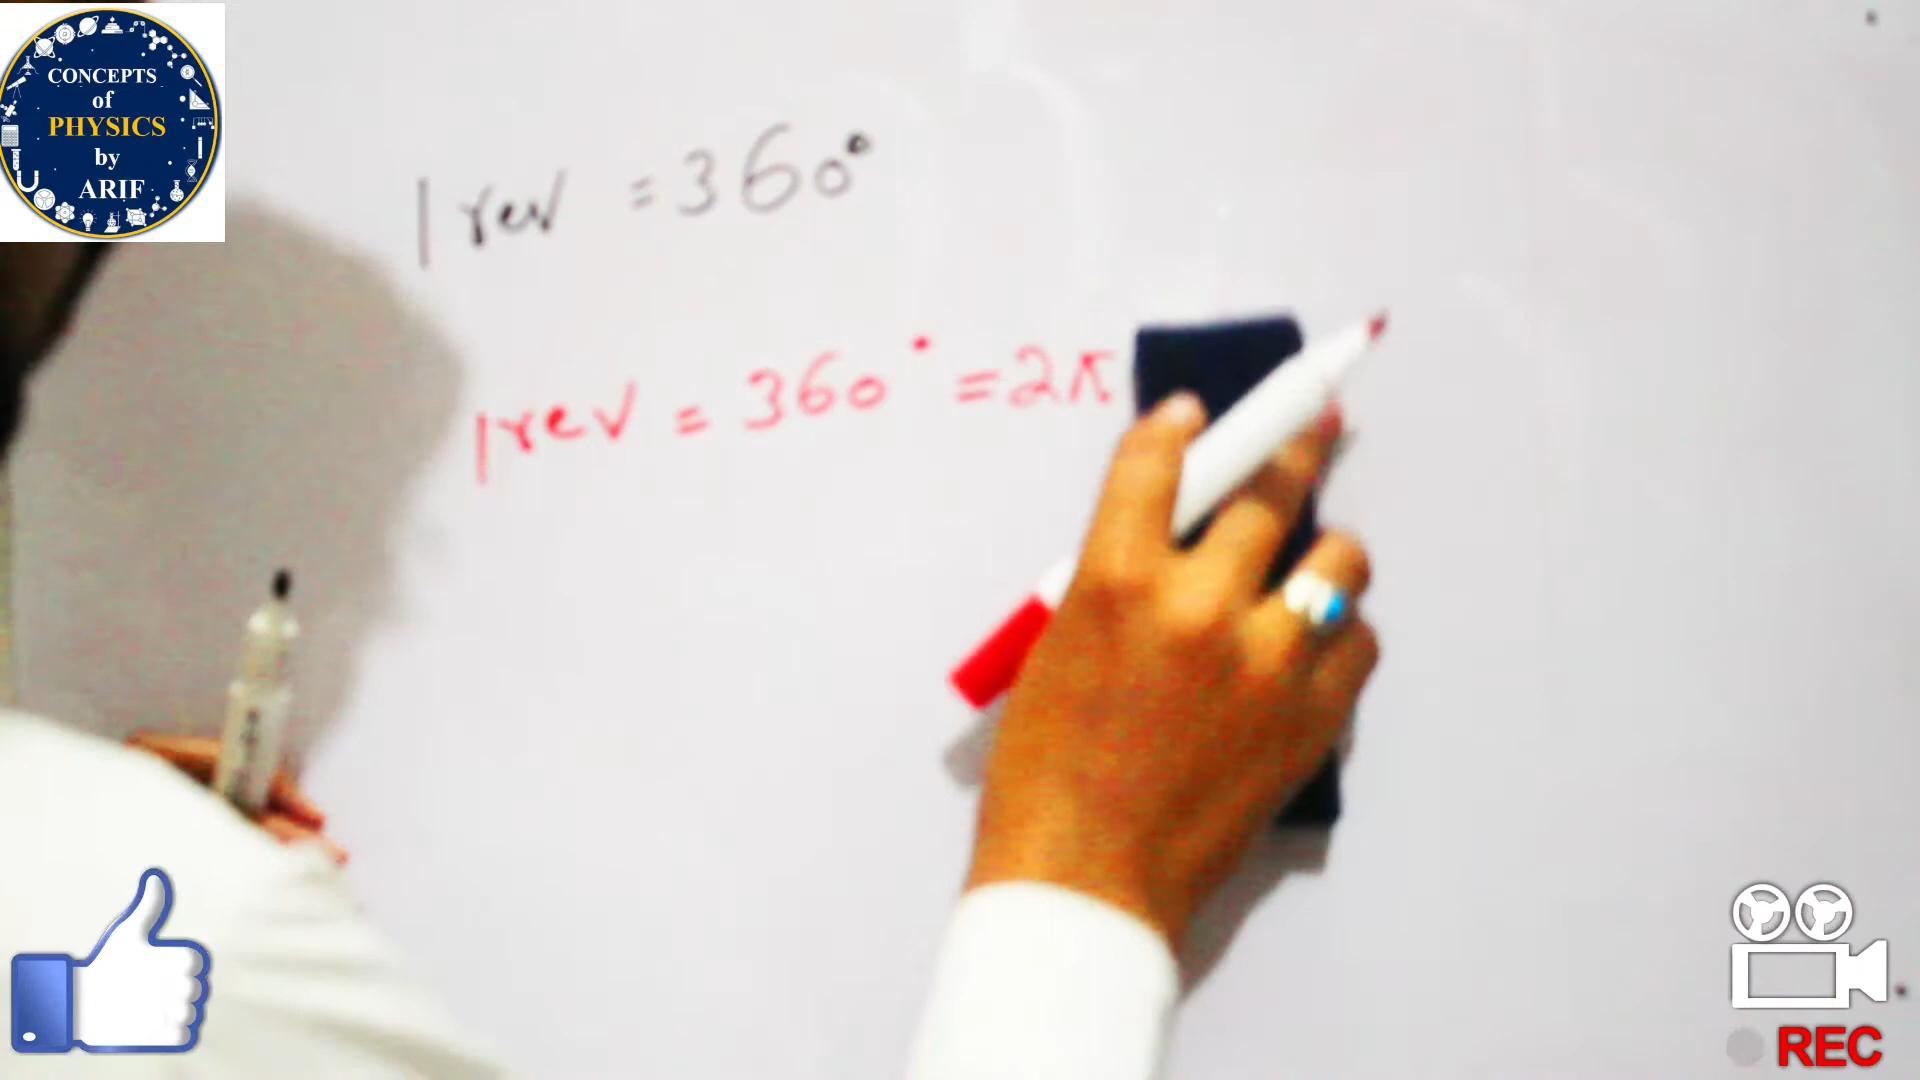 CONCEPTS
of
PHYSICS
by
ARIF
1 rev = 360°
1 rev = 360° = 2π
REC